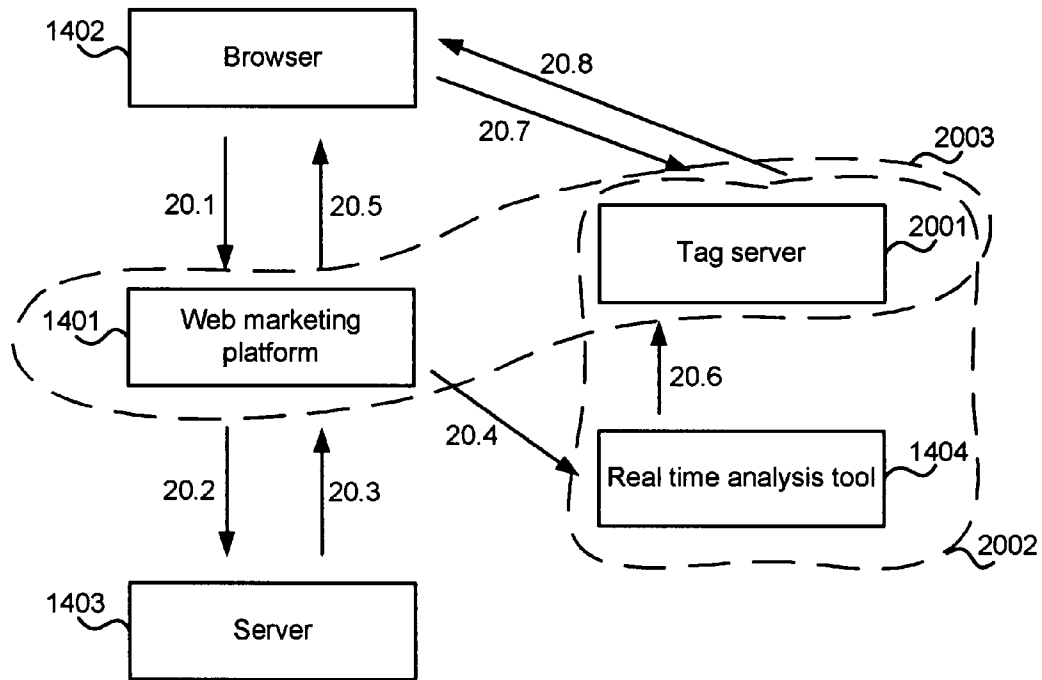 1402
Browser
20.8
20.7
2003
20.1
20.5
2001
Tag server
1401
Web marketing
platform
20.6
20.4
1404
Real time analysis tool
20.2
20.3
2002
1403
Server